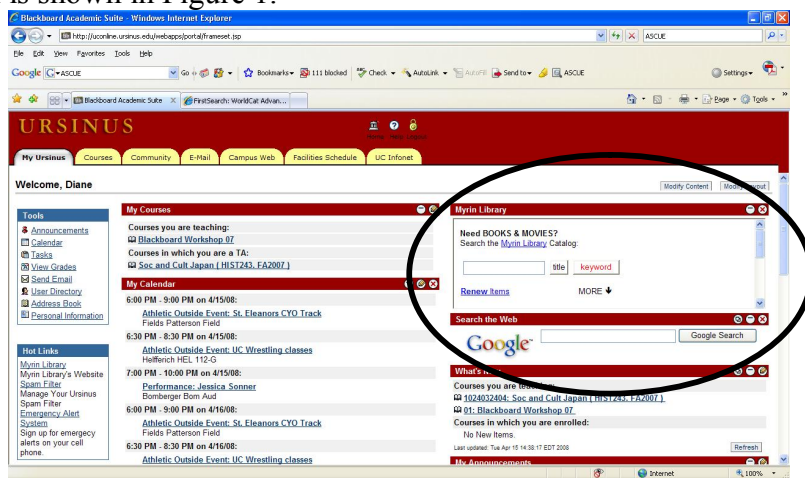 is shown in Figure 1.
Blackboard Academic Suite - Windows Internet Explorer
http://uconline.ursinus.edu/webapps/portal/frameset.jsp
ASCUE
File Edit View Favorites Tools Help
Google G ASCUE Go Bookmarks 111 blocked Check AutoLink AutoFill Send to ASCUE Settings
Blackboard Academic Suite FirstSearch: WorldCat Advan... Page Tools
URSINUS
Home Help Logout
My Ursinus Courses Community E-Mail Campus Web Facilities Schedule UC Infonet
Welcome, Diane
Modify Content Modify Layout
Tools
Announcements
Calendar
Tasks
View Grades
Send Email
User Directory
Address Book
Personal Information
Hot Links
Myrin Library
Myrin Library's Website
Spam Filter
Manage Your Ursinus
Spam Filter
Emergency Alert
System
Sign up for emergecy
alerts on your cell
phone.
My Courses
Courses you are teaching:
Blackboard Workshop 07
Courses in which you are a TA:
Soc and Cult Japan ( HIST243, FA2007 )
My Calendar
6:00 PM - 9:00 PM on 4/15/08:
Athletic Outside Event: St. Eleanors CYO Track
Fields Patterson Field
6:30 PM - 8:30 PM on 4/15/08:
Athletic Outside Event: UC Wrestling classes
Helfferich HEL 112-G
7:00 PM - 10:00 PM on 4/15/08:
Performance: Jessica Sonner
Bomberger Bom Aud
6:00 PM - 9:00 PM on 4/16/08:
Athletic Outside Event: St. Eleanors CYO Track
Fields Patterson Field
6:30 PM - 8:30 PM on 4/16/08:
Athletic Outside Event: UC Wrestling classes
Myrin Library
Need BOOKS & MOVIES?
Search the Myrin Library Catalog:
title keyword
Renew Items MORE
Search the Web
Google Google Search
What's New
Courses you are teaching:
1024032404: Soc and Cult Japan ( HIST243, FA2007 )
01: Blackboard Workshop 07
Courses in which you are enrolled:
No New Items.
Last updated: Tue Apr 15 14:38:17 EDT 2008 Refresh
My Announcements
Internet 100%